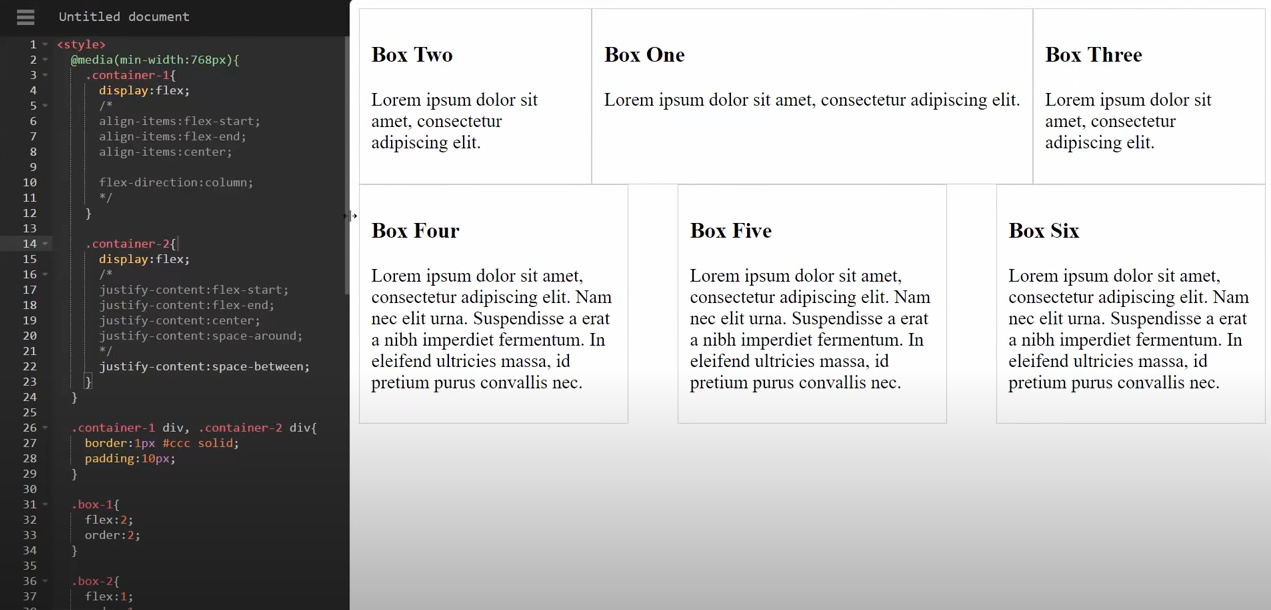 Untitled document
1 <style>
2 @media(min-width:768px){
3 .container-1{
4 display:flex;
5 /*
6 align-items:flex-start;
7 align-items:flex-end;
8 align-items:center;
9
10 flex-direction:column;
11 */
12 }
13
14 .container-2{
15 display:flex;
16 /*
17 justify-content:flex-start;
18 justify-content:flex-end;
19 justify-content:center;
20 justify-content:space-around;
21 */
22 justify-content:space-between;
23 }
24 }
25
26 .container-1 div, .container-2 div{
27 border:1px #ccc solid;
28 padding:10px;
29 }
30
31 .box-1{
32 flex:2;
33 order:2;
34 }
35
36 .box-2{
37 flex:1;
Box Two
Lorem ipsum dolor sit
amet, consectetur
adipiscing elit.
Box One
Lorem ipsum dolor sit amet, consectetur adipiscing elit.
Box Three
Lorem ipsum dolor sit
amet, consectetur
adipiscing elit.
Box Four
Lorem ipsum dolor sit amet,
consectetur adipiscing elit. Nam
nec elit urna. Suspendisse a erat
a nibh imperdiet fermentum. In
eleifend ultricies massa, id
pretium purus convallis nec.
Box Five
Lorem ipsum dolor sit amet,
consectetur adipiscing elit. Nam
nec elit urna. Suspendisse a erat
a nibh imperdiet fermentum. In
eleifend ultricies massa, id
pretium purus convallis nec.
Box Six
Lorem ipsum dolor sit amet,
consectetur adipiscing elit. Nam
nec elit urna. Suspendisse a erat
a nibh imperdiet fermentum. In
eleifend ultricies massa, id
pretium purus convallis nec.